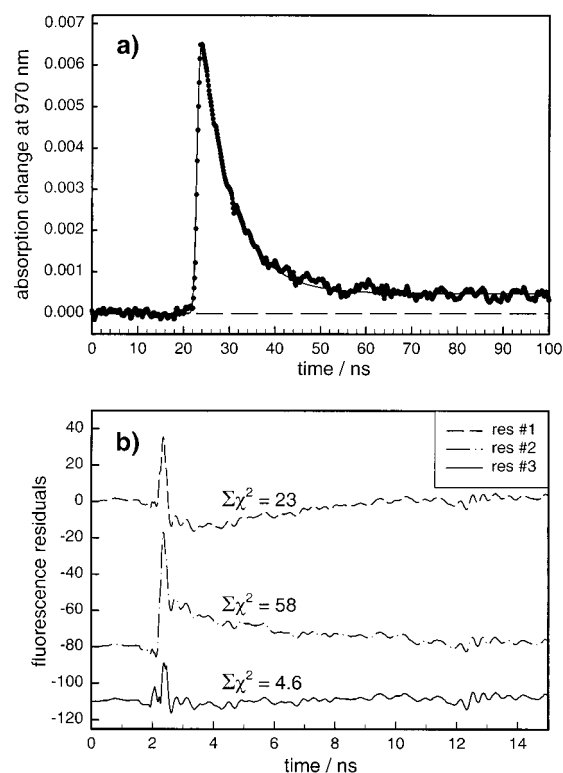 a)
absorption change at 970 nm
0.007
0.006
0.005
0.004
0.003
0.002
0.001
0.000
0 10 20 30 40 50 60 70 80 90 100
time / ns
b)
fluorescence residuals
40
20
0
-20
-40
-60
-80
-100
-120
res #1
res #2
res #3
Σχ² = 23
Σχ² = 58
Σχ² = 4.6
0 2 4 6 8 10 12 14
time / ns